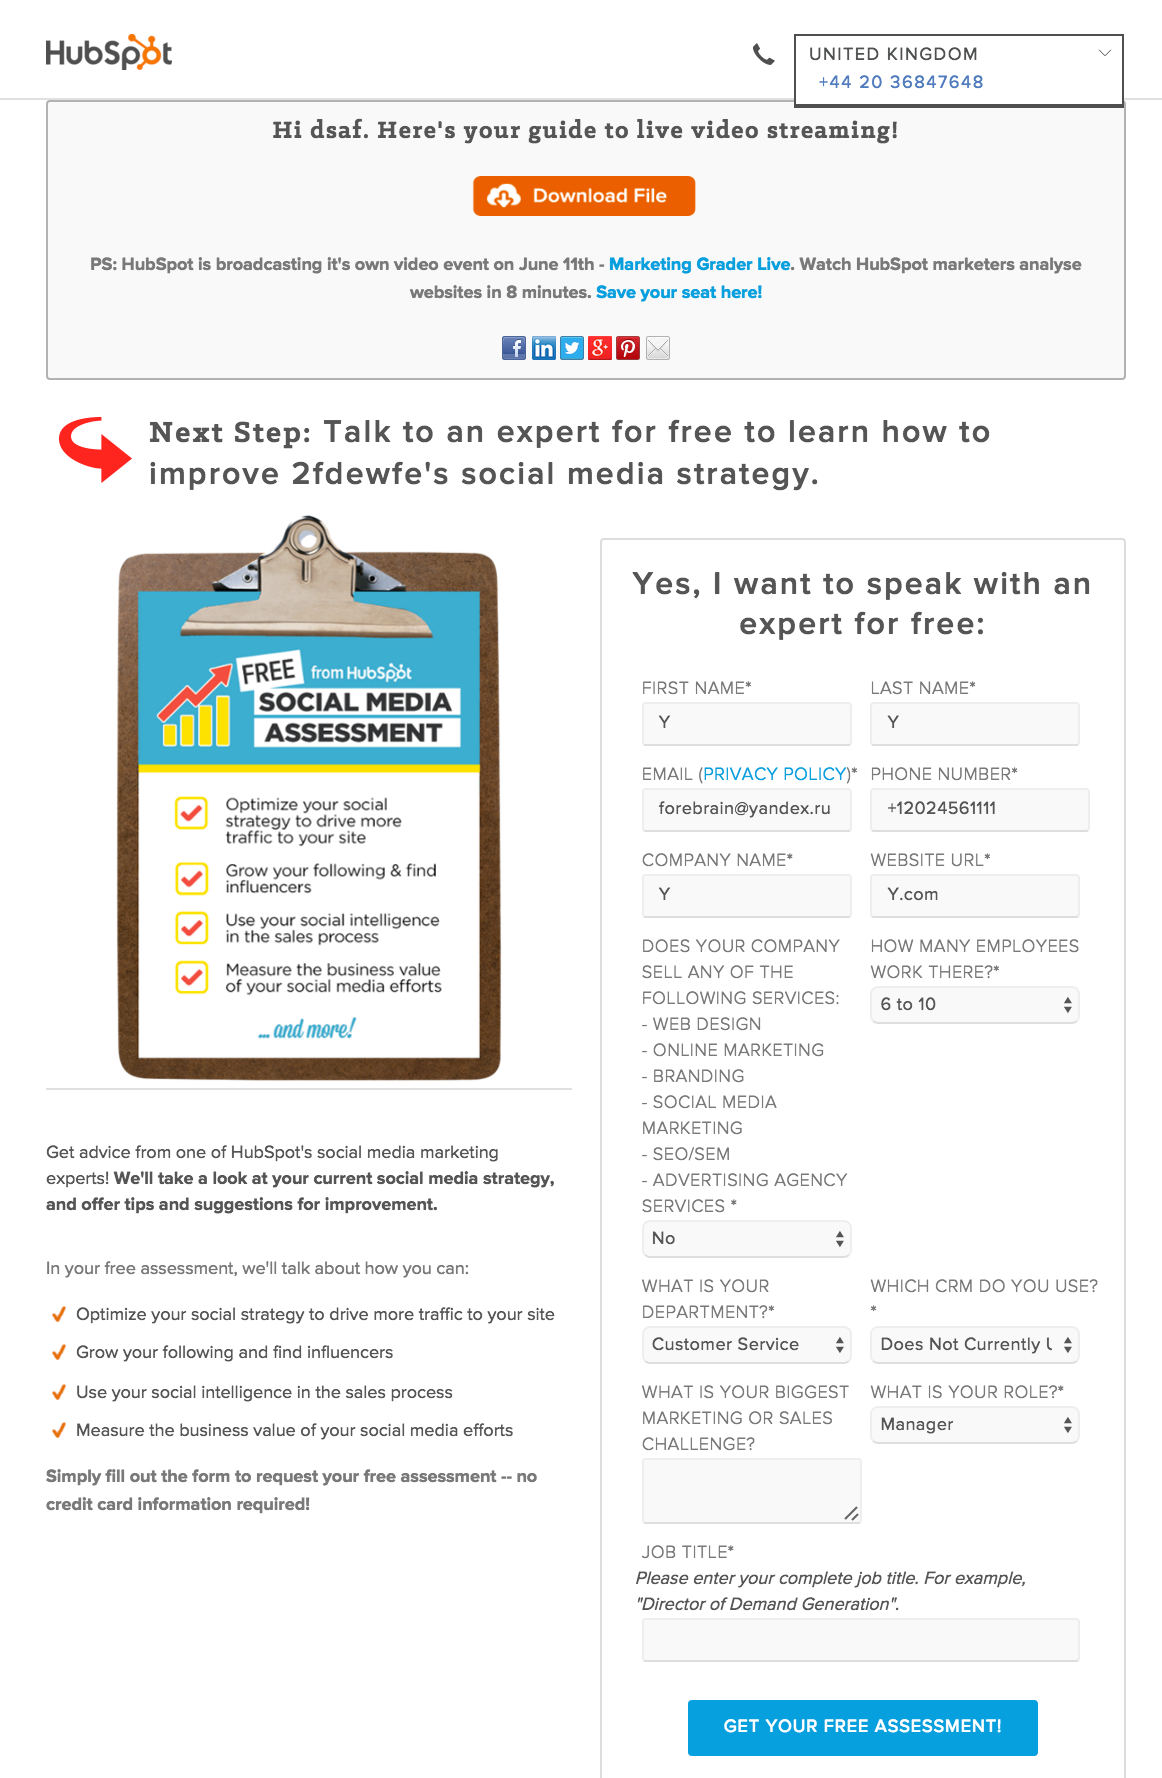 HubSpot
UNITED KINGDOM
+44 20 36847648
Hi dsaf. Here's your guide to live video streaming!
Download File
PS: HubSpot is broadcasting it's own video event on June 11th - Marketing Grader Live. Watch HubSpot marketers analyse
websites in 8 minutes. Save your seat here!
Next Step: Talk to an expert for free to learn how to
improve 2fdewfe's social media strategy.
FREE from HubSpot
SOCIAL MEDIA
ASSESSMENT
Optimize your social
strategy to drive more
traffic to your site
Grow your following & find
influencers
Use your social intelligence
in the sales process
Measure the business value
of your social media efforts
... and more!
Get advice from one of HubSpot's social media marketing
experts! We'll take a look at your current social media strategy,
and offer tips and suggestions for improvement.
In your free assessment, we'll talk about how you can:
Optimize your social strategy to drive more traffic to your site
Grow your following and find influencers
Use your social intelligence in the sales process
Measure the business value of your social media efforts
Simply fill out the form to request your free assessment -- no
credit card information required!
Yes, I want to speak with an
expert for free:
FIRST NAME*
Y
LAST NAME*
Y
EMAIL (PRIVACY POLICY)*
forebrain@yandex.ru
PHONE NUMBER*
+12024561111
COMPANY NAME*
Y
WEBSITE URL*
Y.com
DOES YOUR COMPANY
SELL ANY OF THE
FOLLOWING SERVICES:
- WEB DESIGN
- ONLINE MARKETING
- BRANDING
- SOCIAL MEDIA
MARKETING
- SEO/SEM
- ADVERTISING AGENCY
SERVICES *
No
HOW MANY EMPLOYEES
WORK THERE?*
6 to 10
WHAT IS YOUR
DEPARTMENT?*
Customer Service
WHICH CRM DO YOU USE?
*
Does Not Currently U
WHAT IS YOUR BIGGEST
MARKETING OR SALES
CHALLENGE?
WHAT IS YOUR ROLE?*
Manager
JOB TITLE*
Please enter your complete job title. For example,
"Director of Demand Generation".
GET YOUR FREE ASSESSMENT!